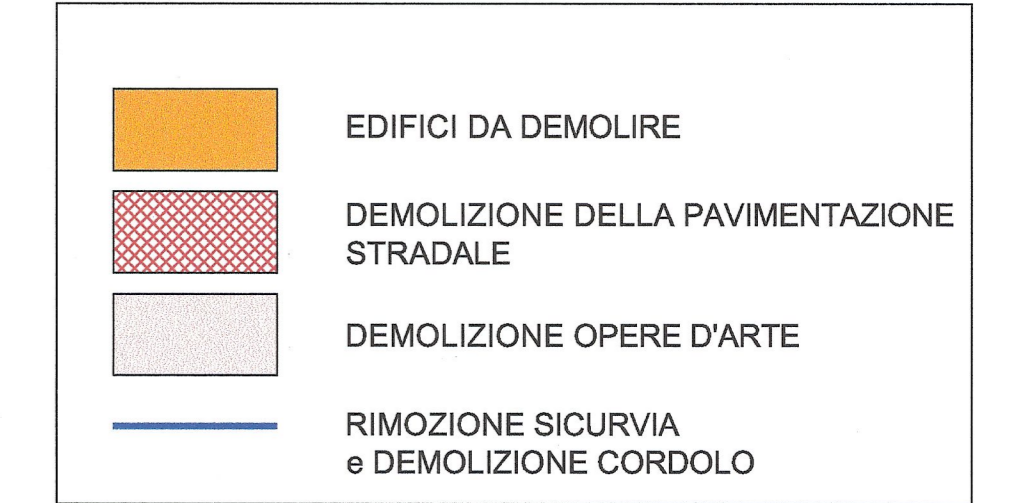 EDIFICI DA DEMOLIRE
DEMOLIZIONE DELLA PAVIMENTAZIONE
STRADALE
DEMOLIZIONE OPERE D'ARTE
RIMOZIONE SICURVIA
e DEMOLIZIONE CORDOLO